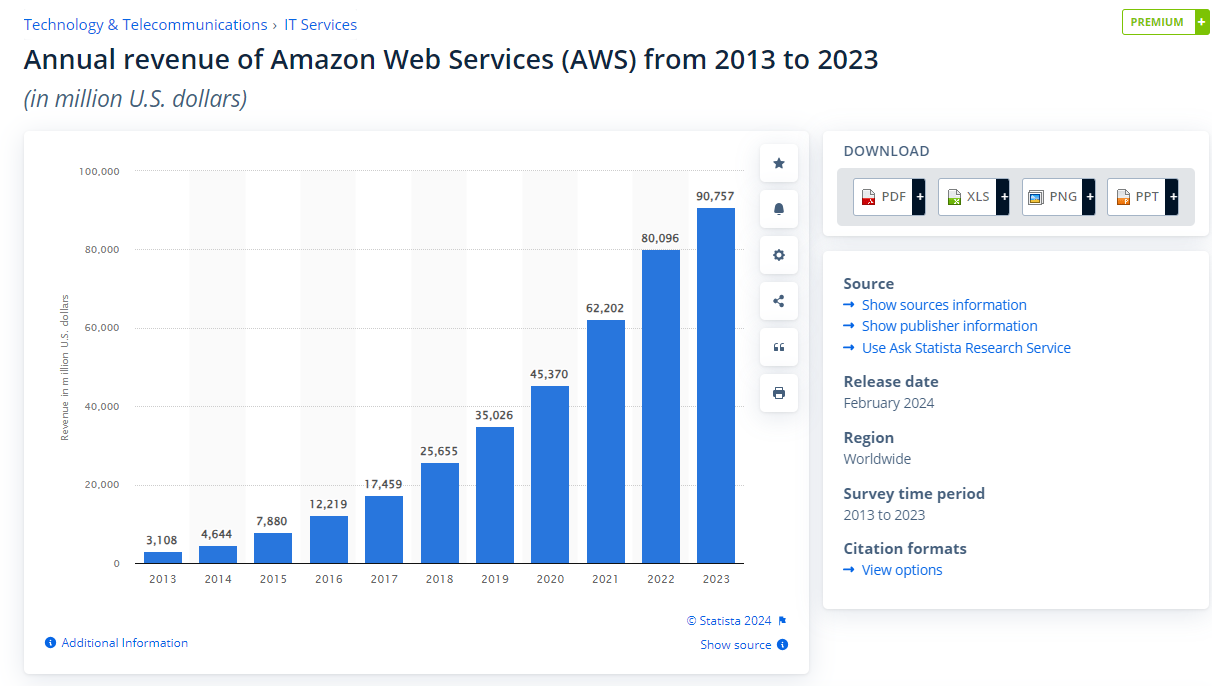 Technology & Telecommunications › IT Services
PREMIUM +
Annual revenue of Amazon Web Services (AWS) from 2013 to 2023
(in million U.S. dollars)
Revenue in million U.S. dollars
100,000
80,000
60,000
40,000
20,000
0
3,108
4,644
7,880
12,219
17,459
25,655
35,026
45,370
62,202
80,096
90,757
2013 2014 2015 2016 2017 2018 2019 2020 2021 2022 2023
© Statista 2024
Additional Information
Show source
DOWNLOAD
PDF + XLS + PNG + PPT +
Source
→ Show sources information
→ Show publisher information
→ Use Ask Statista Research Service
Release date
February 2024
Region
Worldwide
Survey time period
2013 to 2023
Citation formats
→ View options